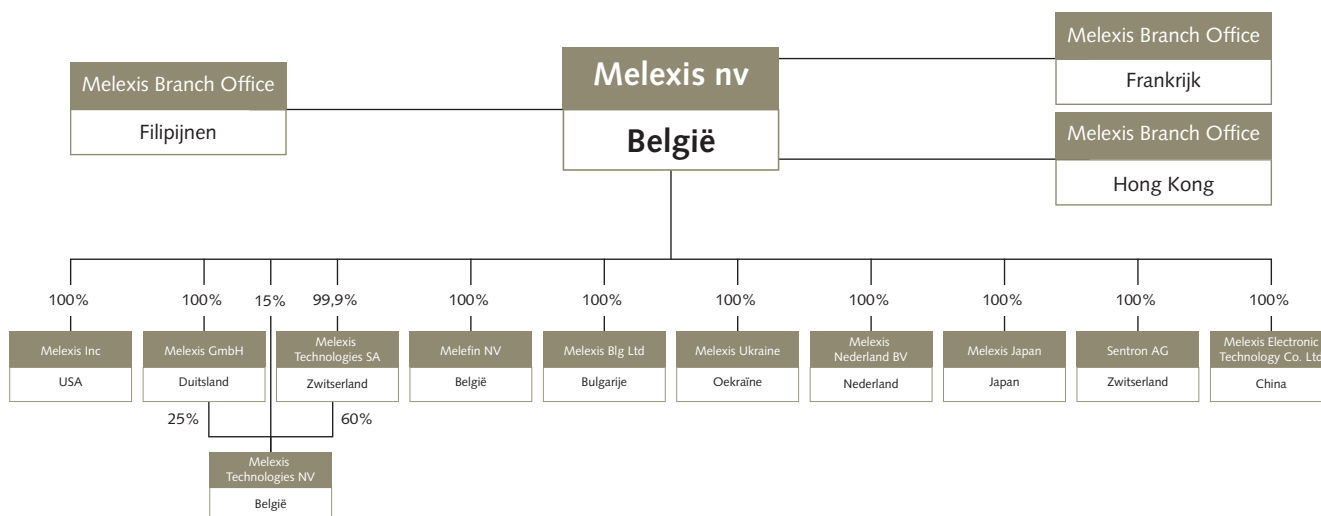 Melexis Branch Office
Filipijnen
Melexis nv
België
Melexis Branch Office
Frankrijk
Melexis Branch Office
Hong Kong
100%
100%
15%
99,9%
100%
100%
100%
100%
100%
100%
100%
Melexis Inc
USA
Melexis GmbH
Duitsland
Melexis
Technologies SA
Zwitserland
Melefin NV
België
Melexis Blg Ltd
Bulgarije
Melexis Ukraine
Oekraïne
Melexis
Nederland BV
Nederland
Melexis Japan
Japan
Sentron AG
Zwitserland
Melexis Electronic
Technology Co. Ltd
China
25%
60%
Melexis
Technologies NV
België